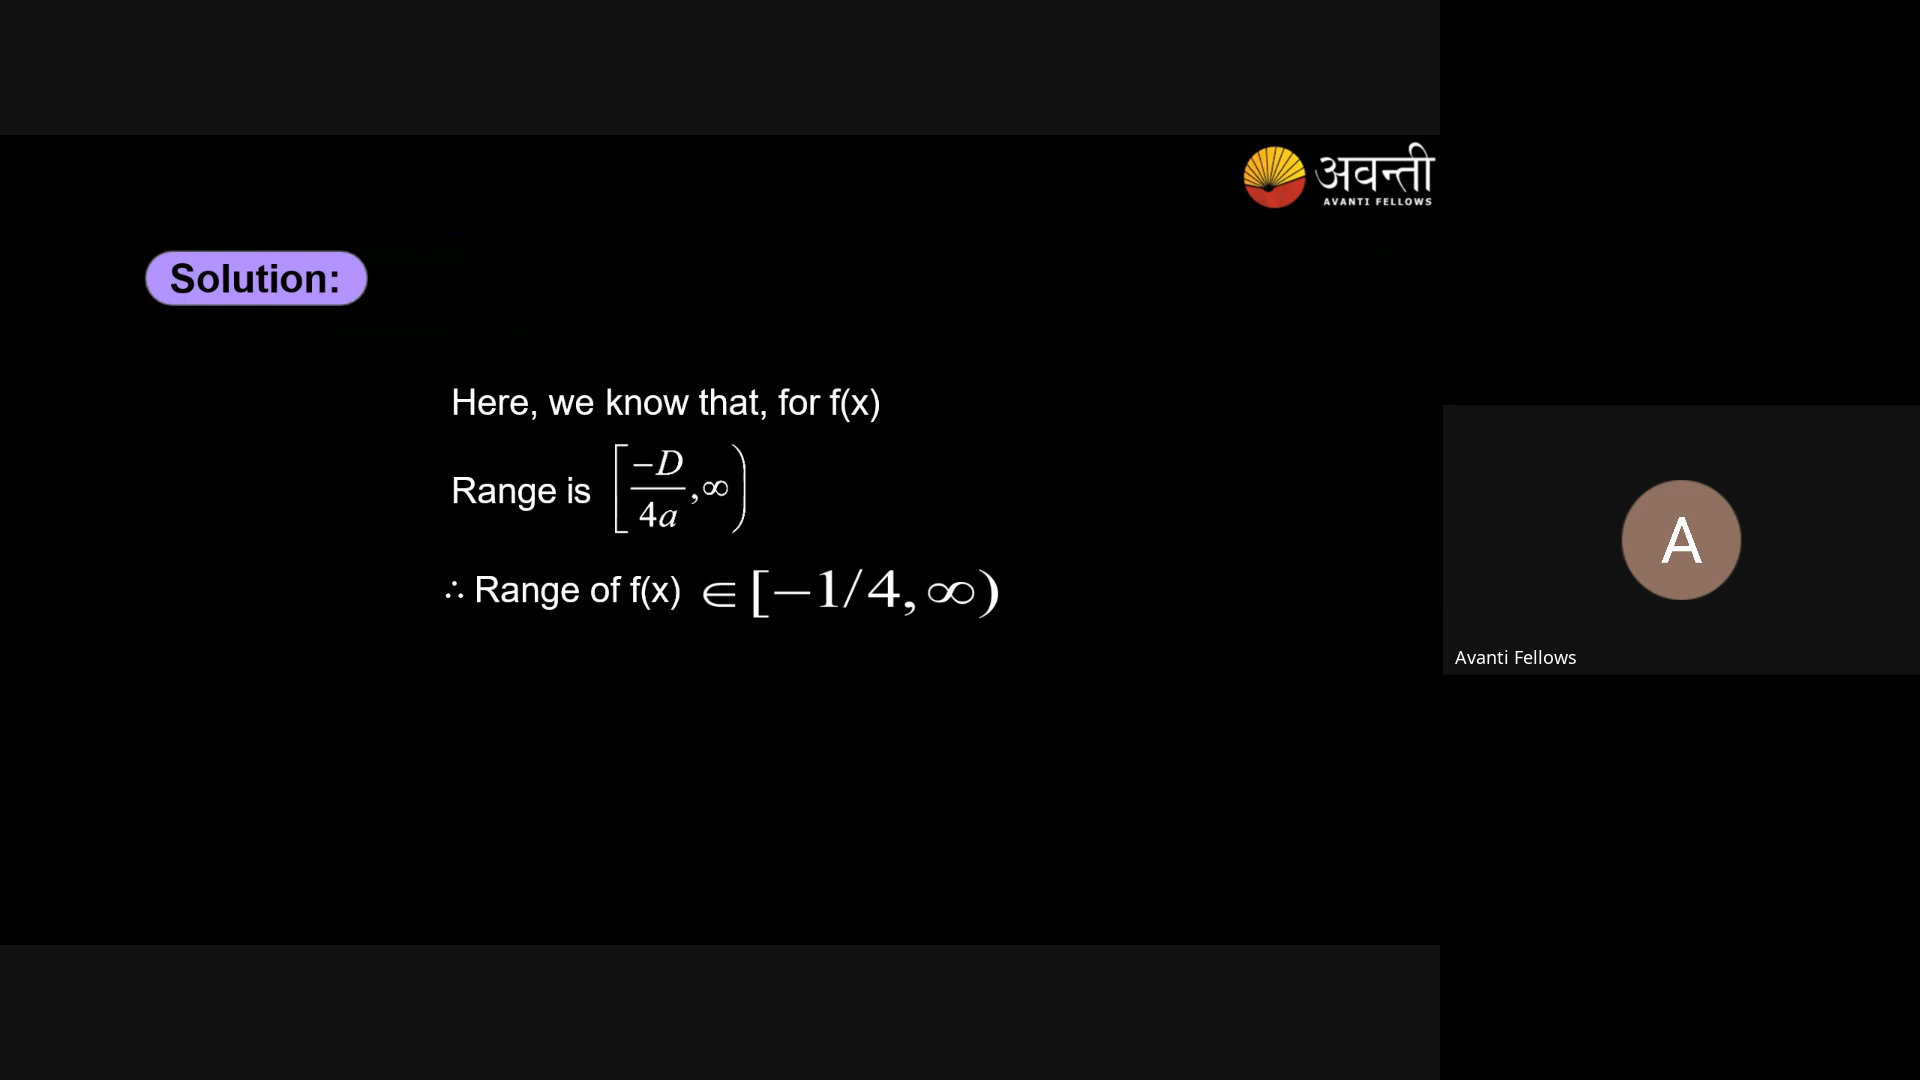 अवन्ती
AVANTI FELLOWS
Solution:
Here, we know that, for f(x)
Range is [−D/4a, ∞)
∴ Range of f(x) ∈ [−1/4, ∞)
A
Avanti Fellows